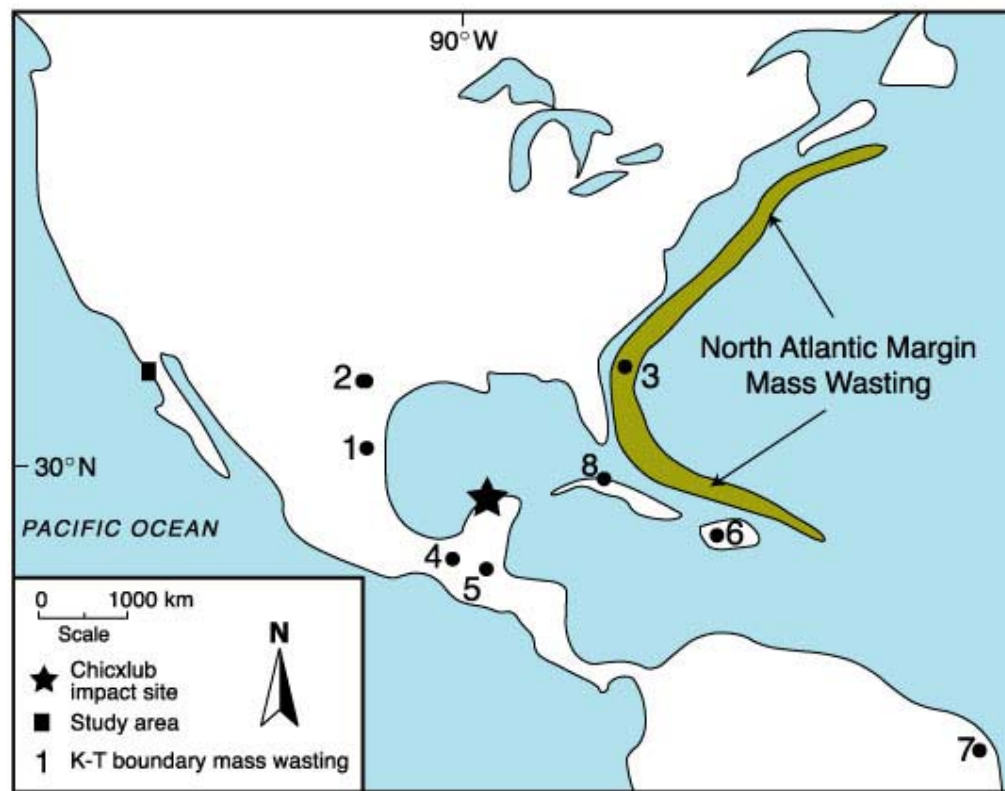 90°W
2
3
North Atlantic Margin
Mass Wasting
1
8
30°N
PACIFIC OCEAN
6
4
5
0 1000 km
Scale
N
Chicxlub
impact site
Study area
1 K-T boundary mass wasting
7